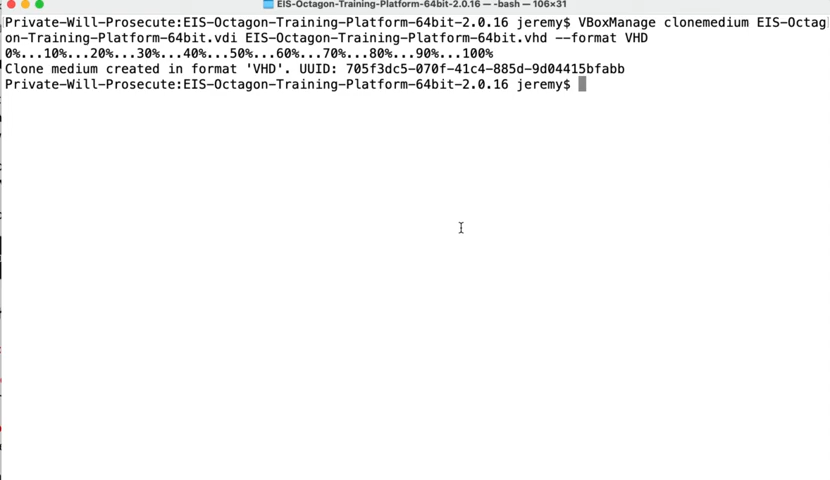 EIS-Octagon-Training-Platform-64bit-2.0.16 — -bash — 106×31
Private-Will-Prosecute:EIS-Octagon-Training-Platform-64bit-2.0.16 jeremy$ VBoxManage clonemedium EIS-Octag
on-Training-Platform-64bit.vdi EIS-Octagon-Training-Platform-64bit.vhd --format VHD
0%...10%...20%...30%...40%...50%...60%...70%...80%...90%...100%
Clone medium created in format 'VHD'. UUID: 705f3dc5-070f-41c4-885d-9d04415bfabb
Private-Will-Prosecute:EIS-Octagon-Training-Platform-64bit-2.0.16 jeremy$